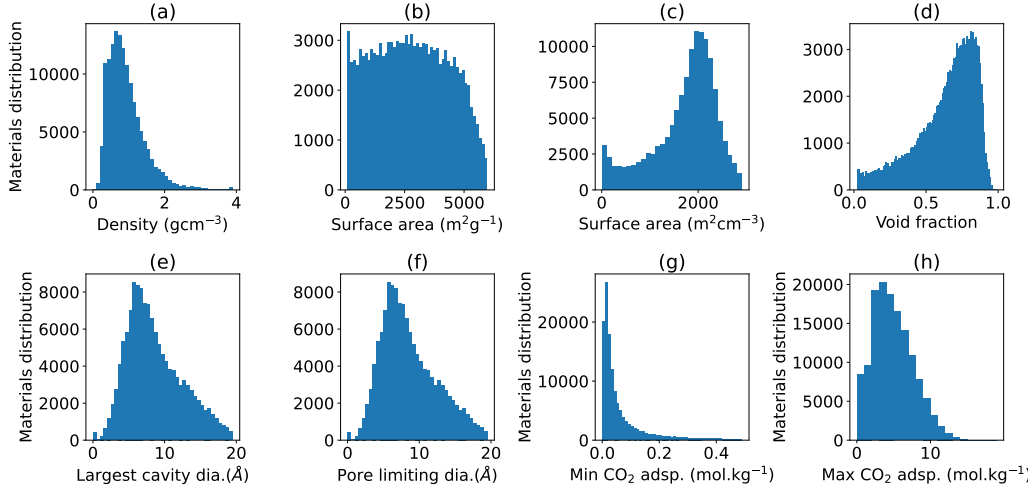 (a)
(b)
(c)
(d)
Materials distribution
10000
5000
0
0
2
4
Density (gcm⁻³)
3000
2000
1000
0
0
2500
5000
Surface area (m²g⁻¹)
10000
7500
5000
2500
0
0
2000
Surface area (m²cm⁻³)
3000
2000
1000
0
0.0
0.5
1.0
Void fraction
(e)
(f)
(g)
(h)
Materials distribution
8000
6000
4000
2000
0
0
10
20
Largest cavity dia.(Å)
8000
6000
4000
2000
0
0
10
20
Pore limiting dia.(Å)
Materials distribution
20000
10000
0
0.0
0.2
0.4
Min CO₂ adsp. (mol.kg⁻¹)
Materials distribution
20000
15000
10000
5000
0
0
10
Max CO₂ adsp. (mol.kg⁻¹)